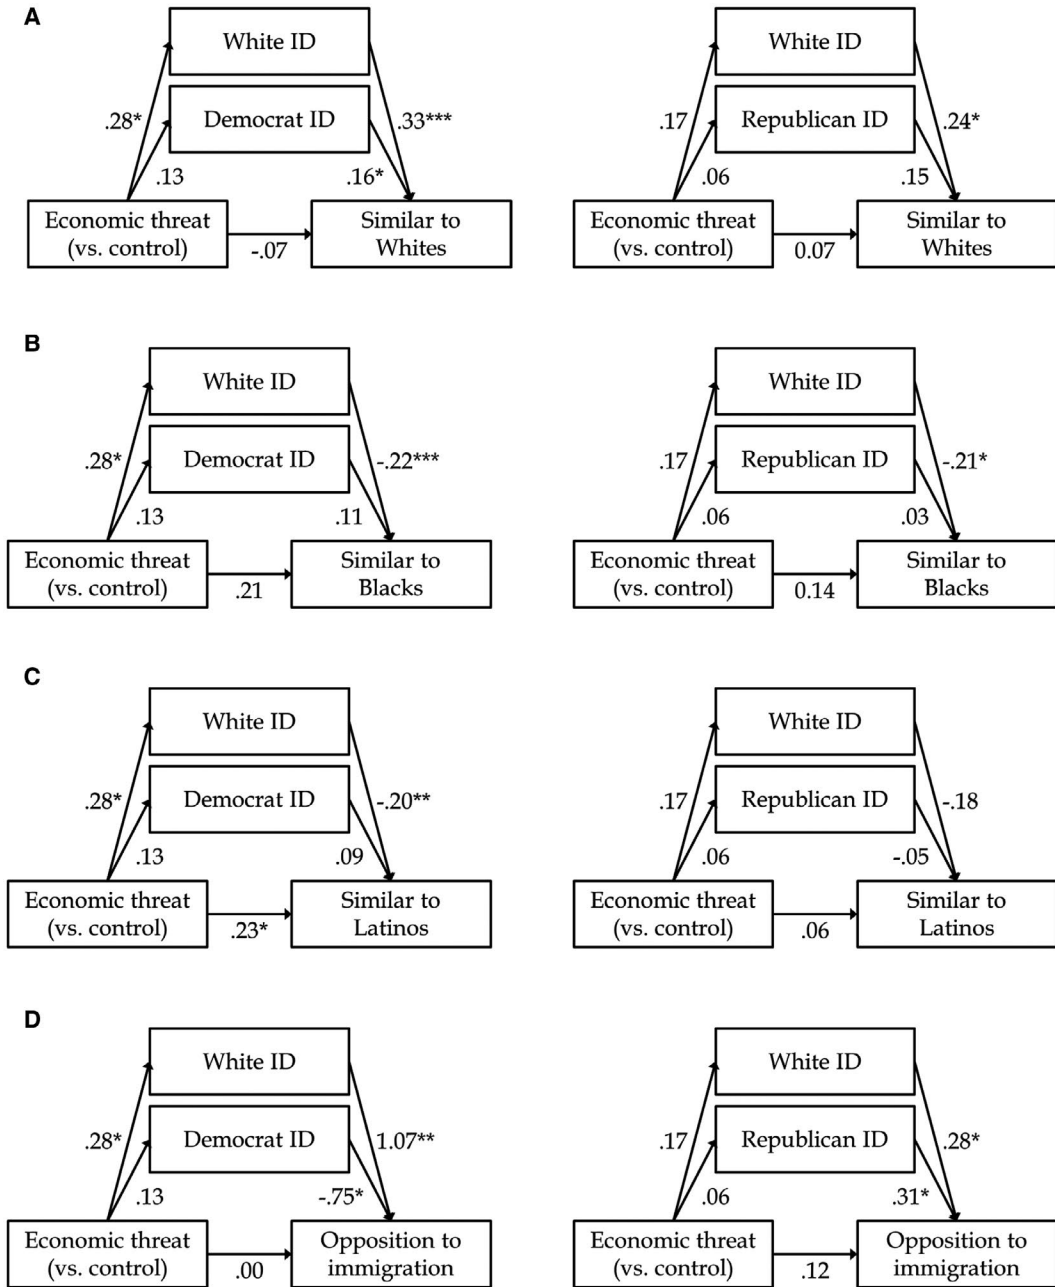 A
White ID
White ID
Democrat ID
Republican ID
.28*
.33***
.17
.24*
.13
.16*
.06
.15
Economic threat
(vs. control)
Similar to
Whites
Economic threat
(vs. control)
Similar to
Whites
-.07
0.07
B
White ID
White ID
Democrat ID
Republican ID
.28*
-.22***
.17
-.21*
.13
.11
.06
.03
Economic threat
(vs. control)
Similar to
Blacks
Economic threat
(vs. control)
Similar to
Blacks
.21
0.14
C
White ID
White ID
Democrat ID
Republican ID
.28*
-.20**
.17
-.18
.13
.09
.06
-.05
Economic threat
(vs. control)
Similar to
Latinos
Economic threat
(vs. control)
Similar to
Latinos
.23*
.06
D
White ID
White ID
Democrat ID
Republican ID
.28*
1.07**
.17
.28*
.13
-.75*
.06
.31*
Economic threat
(vs. control)
Opposition to
immigration
Economic threat
(vs. control)
Opposition to
immigration
.00
.12